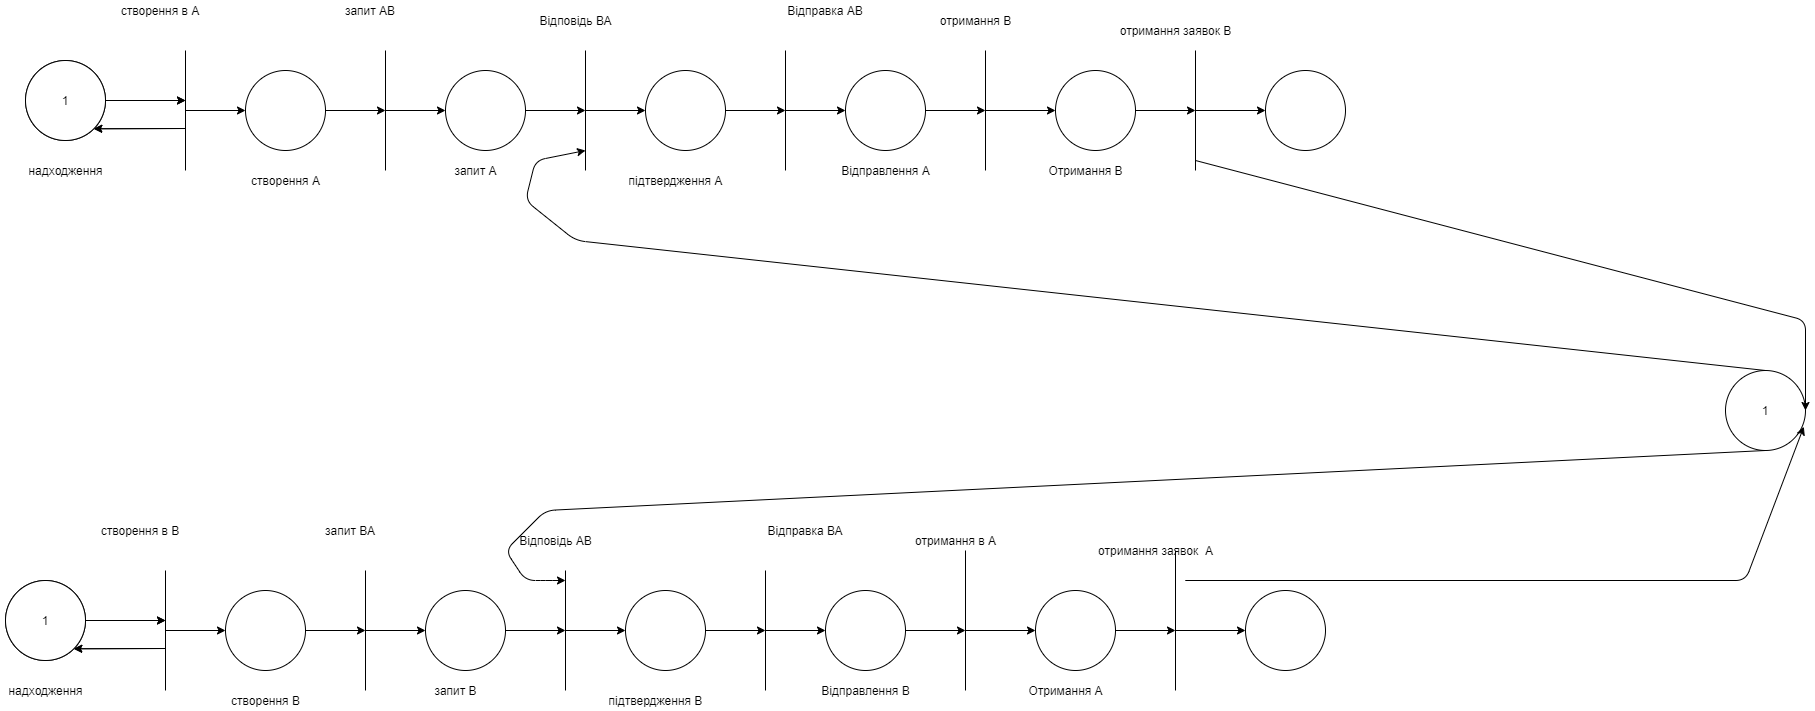 створення в А
запит АВ
Відповідь ВА
Відправка АВ
отримання В
отримання заявок В
1
надходження
створення А
запит А
підтвердження А
Відправлення А
Отримання В
1
створення в В
запит ВА
Відповідь АВ
Відправка ВА
отримання в А
отримання заявок А
1
надходження
створення В
запит В
підтвердження В
Відправлення В
Отримання А